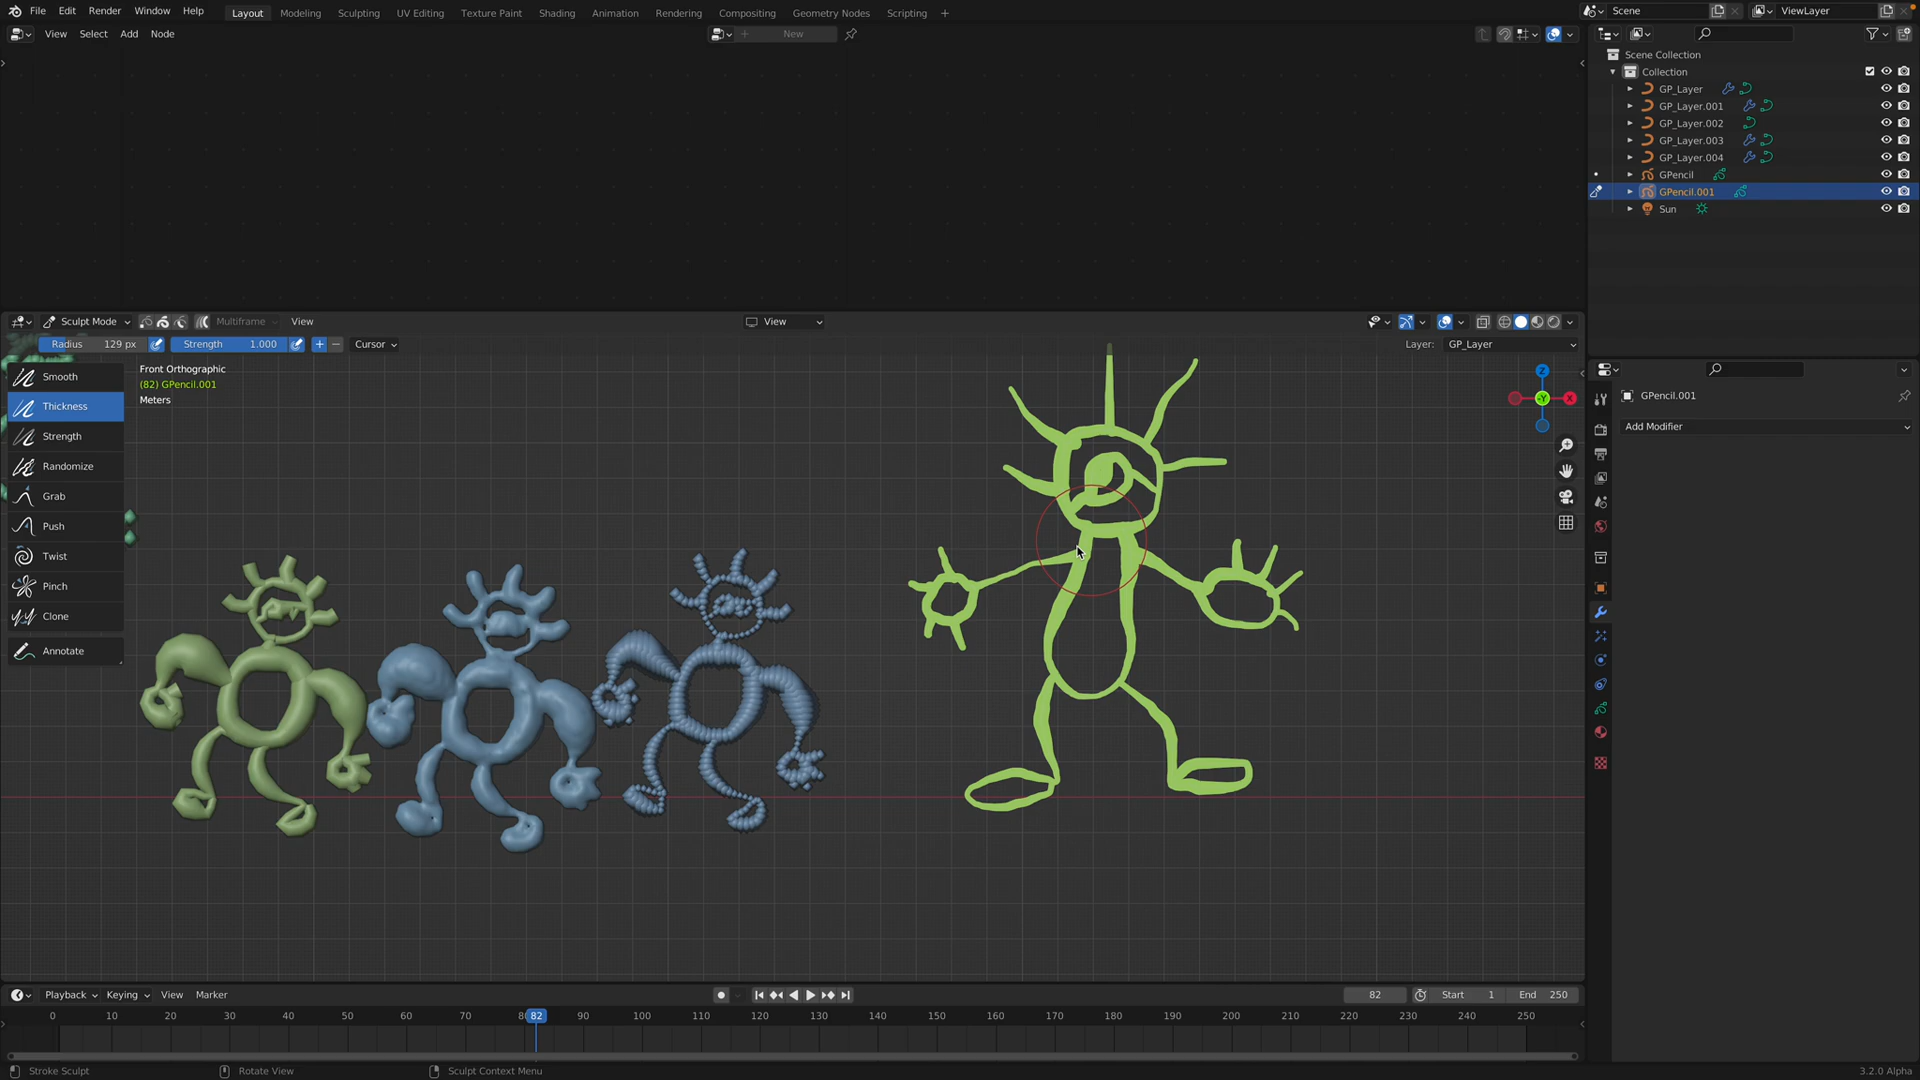 File Edit Render Window Help Layout Modeling Sculpting UV Editing Texture Paint Shading Animation Rendering Compositing Geometry Nodes Scripting + Scene ViewLayer
View Select Add Node New
Scene Collection
Collection
GP_Layer
GP_Layer.001
GP_Layer.002
GP_Layer.003
GP_Layer.004
GPencil
GPencil.001
Sun
Sculpt Mode Multiframe View View
Radius 129 px Strength 1.000 + − Cursor Layer: GP_Layer
Smooth
Thickness
Strength
Randomize
Grab
Push
Twist
Pinch
Clone
Annotate
Front Orthographic
(82) GPencil.001
Meters
Z
-Y X
GPencil.001
Add Modifier
Playback Keying View Marker 82 Start 1 End 250
0 10 20 30 40 50 60 70 82 90 100 110 120 130 140 150 160 170 180 190 200 210 220 230 240 250
Stroke Sculpt Rotate View Sculpt Context Menu 3.2.0 Alpha